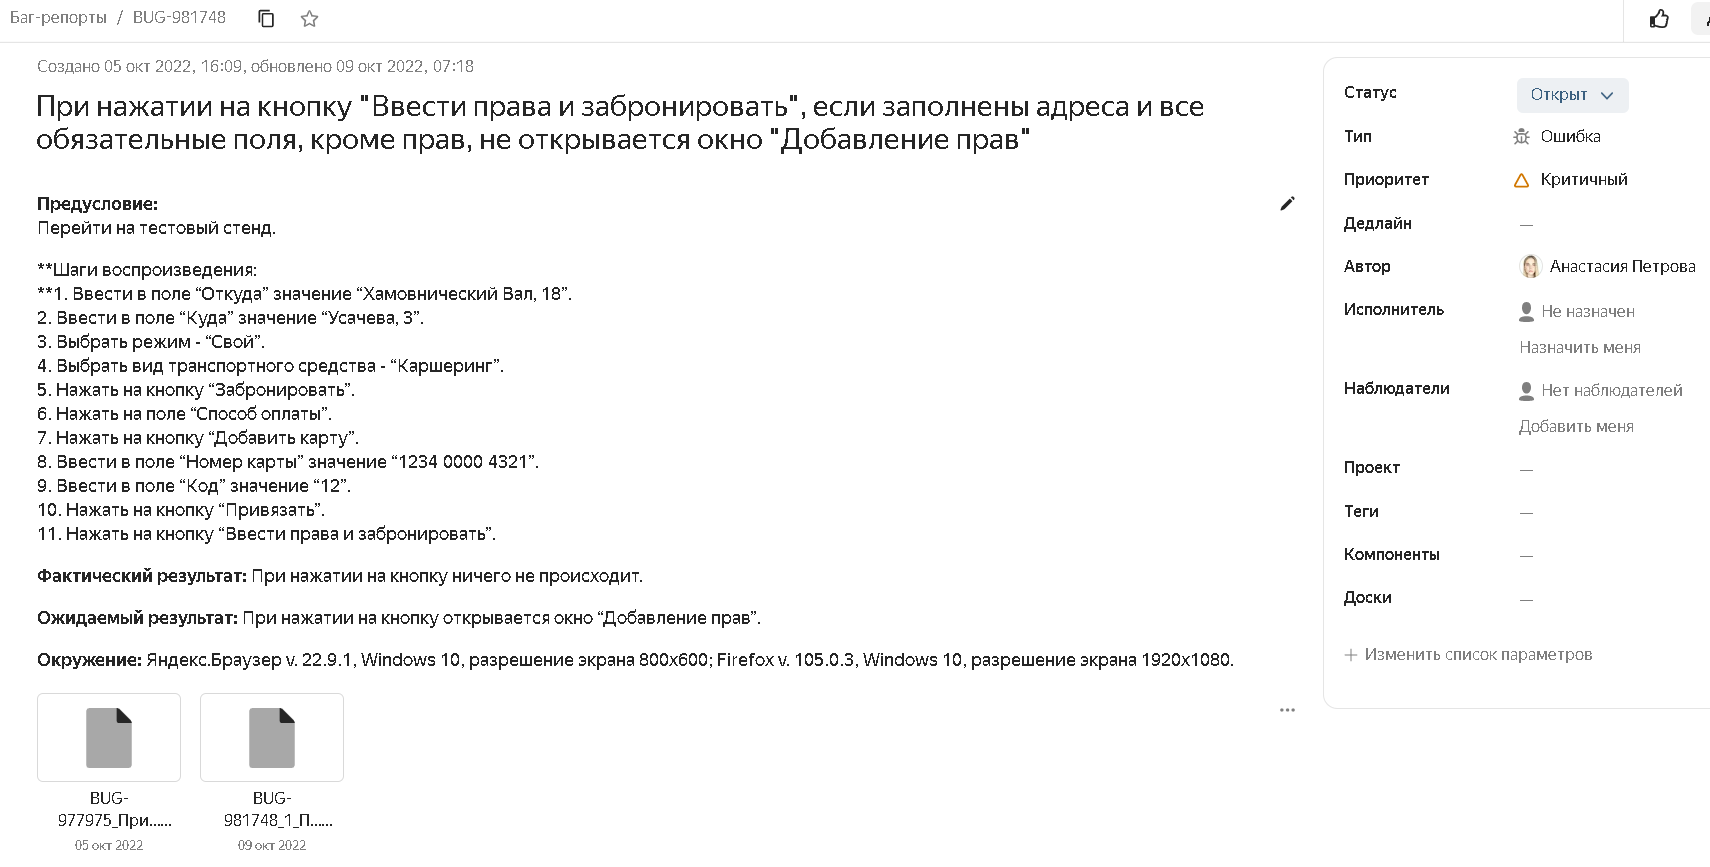 Баг-репорты / BUG-981748
Создано 05 окт 2022, 16:09, обновлено 09 окт 2022, 07:18
При нажатии на кнопку "Ввести права и забронировать", если заполнены адреса и все
обязательные поля, кроме прав, не открывается окно "Добавление прав"
Предусловие:
Перейти на тестовый стенд.
**Шаги воспроизведения:
**1. Ввести в поле “Откуда” значение “Хамовнический Вал, 18”.
2. Ввести в поле “Куда” значение “Усачева, 3”.
3. Выбрать режим - “Свой”.
4. Выбрать вид транспортного средства - “Каршеринг”.
5. Нажать на кнопку “Забронировать”.
6. Нажать на поле “Способ оплаты”.
7. Нажать на кнопку “Добавить карту”.
8. Ввести в поле “Номер карты” значение “1234 0000 4321”.
9. Ввести в поле “Код” значение “12”.
10. Нажать на кнопку “Привязать”.
11. Нажать на кнопку “Ввести права и забронировать”.
Фактический результат: При нажатии на кнопку ничего не происходит.
Ожидаемый результат: При нажатии на кнопку открывается окно “Добавление прав”.
Окружение: Яндекс.Браузер v. 22.9.1, Windows 10, разрешение экрана 800x600; Firefox v. 105.0.3, Windows 10, разрешение экрана 1920x1080.
BUG-
977975_При......
05 окт 2022
BUG-
981748_1_П......
09 окт 2022
Статус Открыт
Тип Ошибка
Приоритет Критичный
Дедлайн —
Автор Анастасия Петрова
Исполнитель Не назначен
Назначить меня
Наблюдатели Нет наблюдателей
Добавить меня
Проект —
Теги —
Компоненты —
Доски —
+ Изменить список параметров